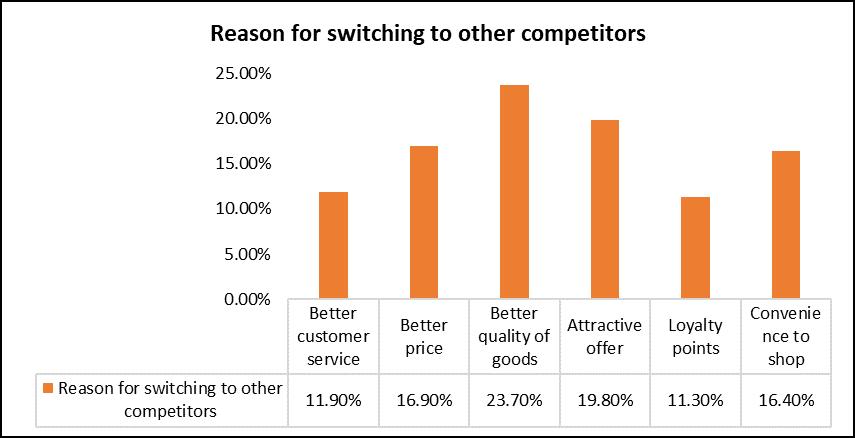 Reason for switching to other competitors
25.00%
20.00%
15.00%
10.00%
5.00%
0.00%
Better
customer
service
Better
price
Better
quality of
goods
Attractive
offer
Loyalty
points
Convenie
nce to
shop
Reason for switching to other
competitors
11.90%
16.90%
23.70%
19.80%
11.30%
16.40%